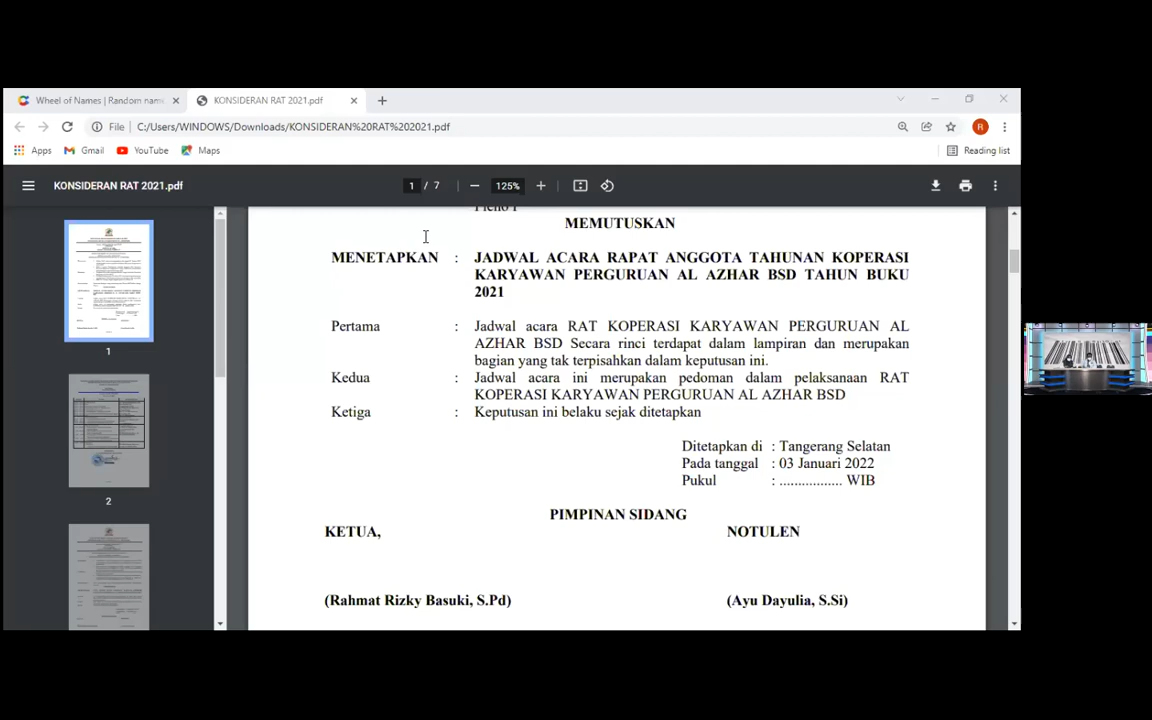 Wheel of Names | Random name
KONSIDERAN RAT 2021.pdf
File
C:/Users/WINDOWS/Downloads/KONSIDERAN%20RAT%202021.pdf
R
Apps
Gmail
YouTube
Maps
Reading list
KONSIDERAN RAT 2021.pdf
1 / 7
125%
MEMUTUSKAN
MENETAPKAN : JADWAL ACARA RAPAT ANGGOTA TAHUNAN KOPERASI
KARYAWAN PERGURUAN AL AZHAR BSD TAHUN BUKU
2021
Pertama : Jadwal acara RAT KOPERASI KARYAWAN PERGURUAN AL
AZHAR BSD Secara rinci terdapat dalam lampiran dan merupakan
bagian yang tak terpisahkan dalam keputusan ini.
Kedua : Jadwal acara ini merupakan pedoman dalam pelaksanaan RAT
KOPERASI KARYAWAN PERGURUAN AL AZHAR BSD
Ketiga : Keputusan ini belaku sejak ditetapkan
Ditetapkan di : Tangerang Selatan
Pada tanggal : 03 Januari 2022
Pukul : ................. WIB
PIMPINAN SIDANG
KETUA, NOTULEN
(Rahmat Rizky Basuki, S.Pd) (Ayu Dayulia, S.Si)
1
2